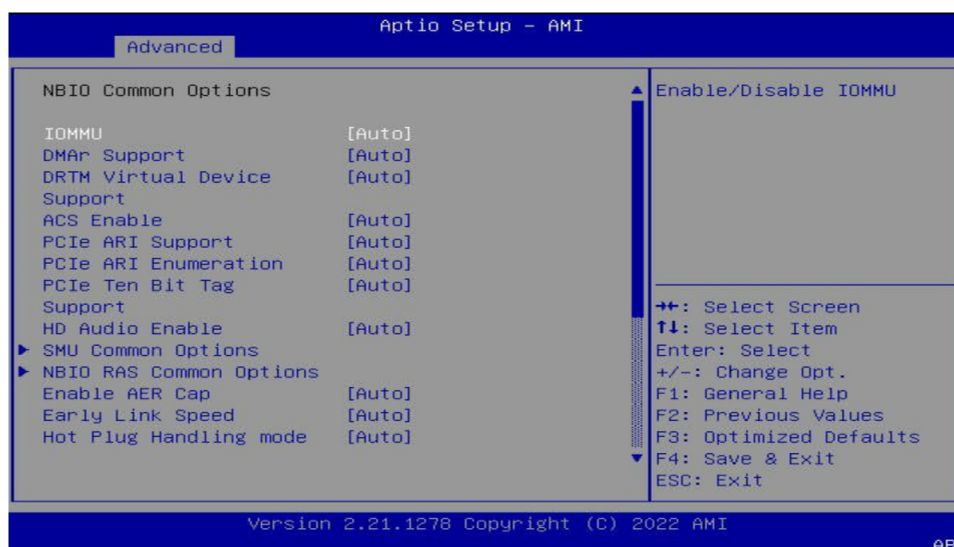 Aptio Setup – AMI
Advanced
NBIO Common Options
IOMMU [Auto]
DMAr Support [Auto]
DRTM Virtual Device [Auto]
Support
ACS Enable [Auto]
PCIe ARI Support [Auto]
PCIe ARI Enumeration [Auto]
PCIe Ten Bit Tag [Auto]
Support
HD Audio Enable [Auto]
SMU Common Options
NBIO RAS Common Options
Enable AER Cap [Auto]
Early Link Speed [Auto]
Hot Plug Handling mode [Auto]
Enable/Disable IOMMU
→←: Select Screen
↑↓: Select Item
Enter: Select
+/-: Change Opt.
F1: General Help
F2: Previous Values
F3: Optimized Defaults
F4: Save & Exit
ESC: Exit
Version 2.21.1278 Copyright (C) 2022 AMI